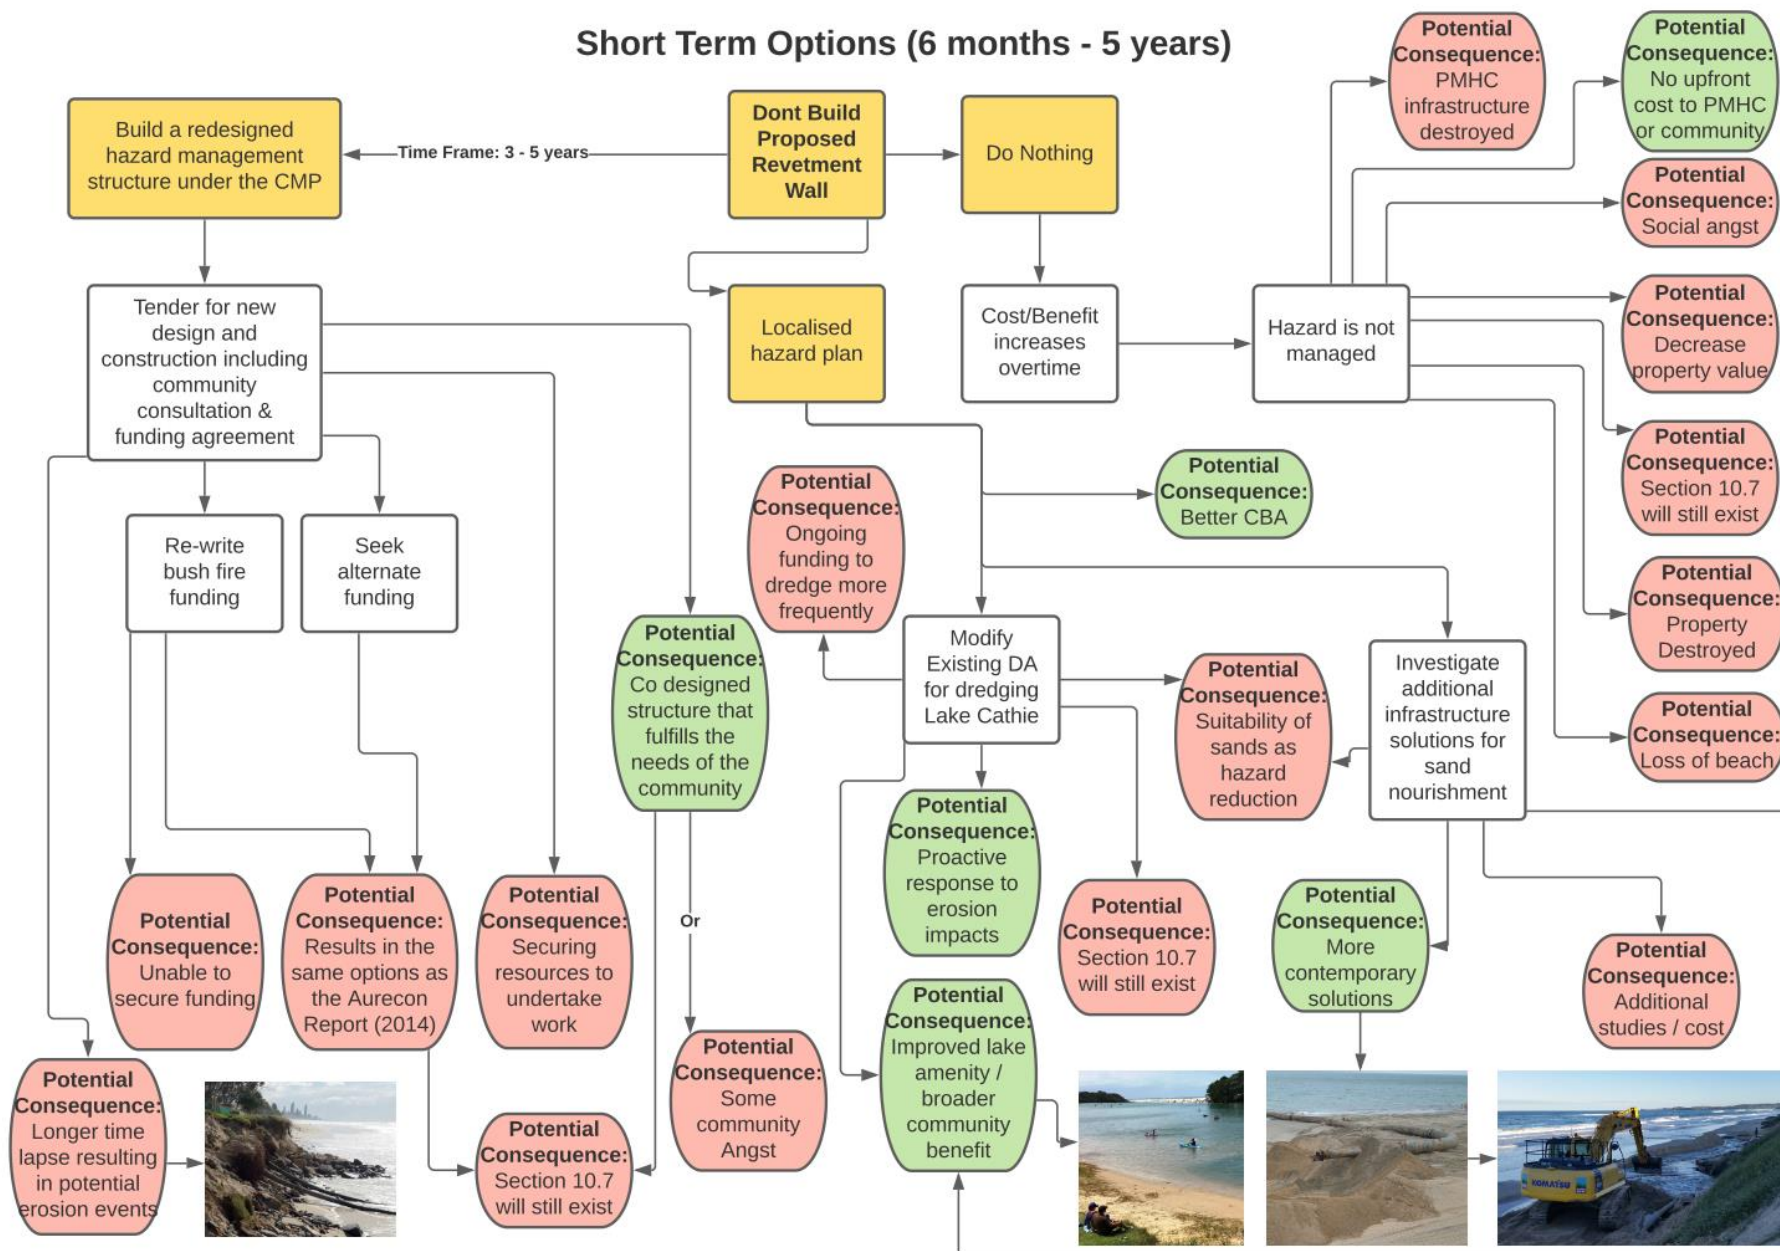 Short Term Options (6 months - 5 years)
Build a redesigned
hazard management
structure under the CMP
Time Frame: 3 - 5 years
Dont Build
Proposed
Revetment
Wall
Do Nothing
Potential
Consequence:
PMHC
infrastructure
destroyed
Potential
Consequence:
No upfront
cost to PMHC
or community
Potential
Consequence:
Social angst
Tender for new
design and
construction including
community
consultation &
funding agreement
Localised
hazard plan
Cost/Benefit
increases
overtime
Hazard is not
managed
Potential
Consequence:
Decrease
property value
Potential
Consequence:
Section 10.7
will still exist
Potential
Consequence:
Better CBA
Potential
Consequence:
Ongoing
funding to
dredge more
frequently
Re-write
bush fire
funding
Seek
alternate
funding
Potential
Consequence:
Property
Destroyed
Potential
Consequence:
Co designed
structure that
fulfills the
needs of the
community
Modify
Existing DA
for dredging
Lake Cathie
Potential
Consequence:
Suitability of
sands as
hazard
reduction
Investigate
additional
infrastructure
solutions for
sand
nourishment
Potential
Consequence:
Loss of beach
Potential
Consequence:
Proactive
response to
erosion
impacts
Potential
Consequence:
Unable to
secure funding
Potential
Consequence:
Results in the
same options as
the Aurecon
Report (2014)
Potential
Consequence:
Securing
resources to
undertake
work
Or
Potential
Consequence:
Section 10.7
will still exist
Potential
Consequence:
More
contemporary
solutions
Potential
Consequence:
Additional
studies / cost
Potential
Consequence:
Improved lake
amenity /
broader
community
benefit
Potential
Consequence:
Some
community
Angst
Potential
Consequence:
Longer time
lapse resulting
in potential
erosion events
Potential
Consequence:
Section 10.7
will still exist
KOMATSU